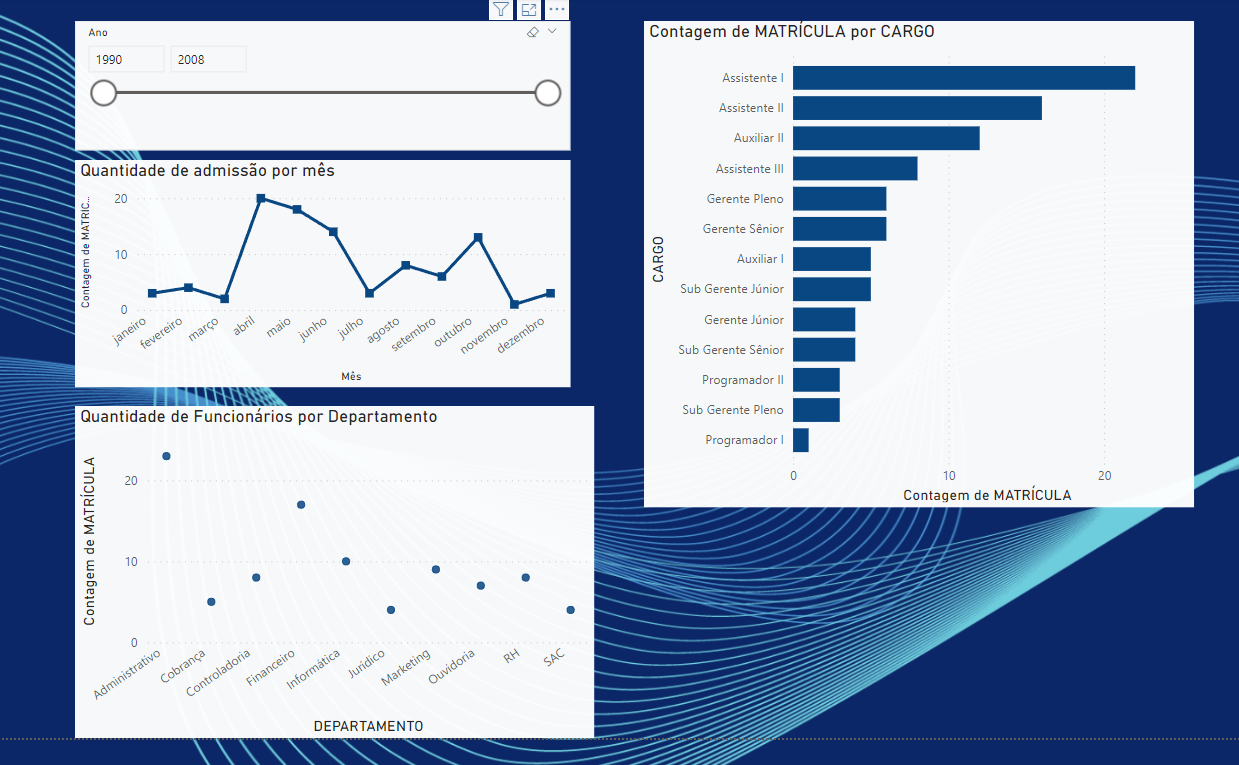 Ano
1990
2008
Quantidade de admissão por mês
Contagem de MATRÍC...
20
10
0
janeiro
fevereiro
março
abril
maio
junho
julho
agosto
setembro
outubro
novembro
dezembro
Mês
Quantidade de Funcionários por Departamento
Contagem de MATRÍCULA
20
10
0
Administrativo
Cobrança
Controladoria
Financeiro
Informática
Jurídico
Marketing
Ouvidoria
RH
SAC
DEPARTAMENTO
Contagem de MATRÍCULA por CARGO
CARGO
Assistente I
Assistente II
Auxiliar II
Assistente III
Gerente Pleno
Gerente Sênior
Auxiliar I
Sub Gerente Júnior
Gerente Júnior
Sub Gerente Sênior
Programador II
Sub Gerente Pleno
Programador I
0
10
20
Contagem de MATRÍCULA